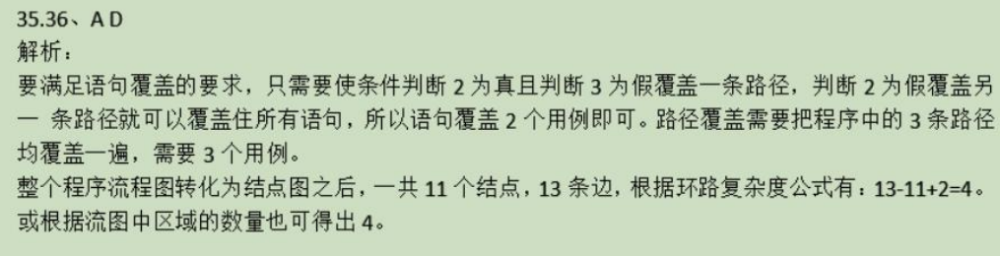 35.36、A D
解析：
要满足语句覆盖的要求，只需要使条件判断 2 为真且判断 3 为假覆盖一条路径，判断 2 为假覆盖另
一 条路径就可以覆盖住所有语句，所以语句覆盖 2 个用例即可。路径覆盖需要把程序中的 3 条路径
均覆盖一遍，需要 3 个用例。
整个程序流程图转化为结点图之后，一共 11 个结点，13 条边，根据环路复杂度公式有：13-11+2=4。
或根据流图中区域的数量也可得出 4。